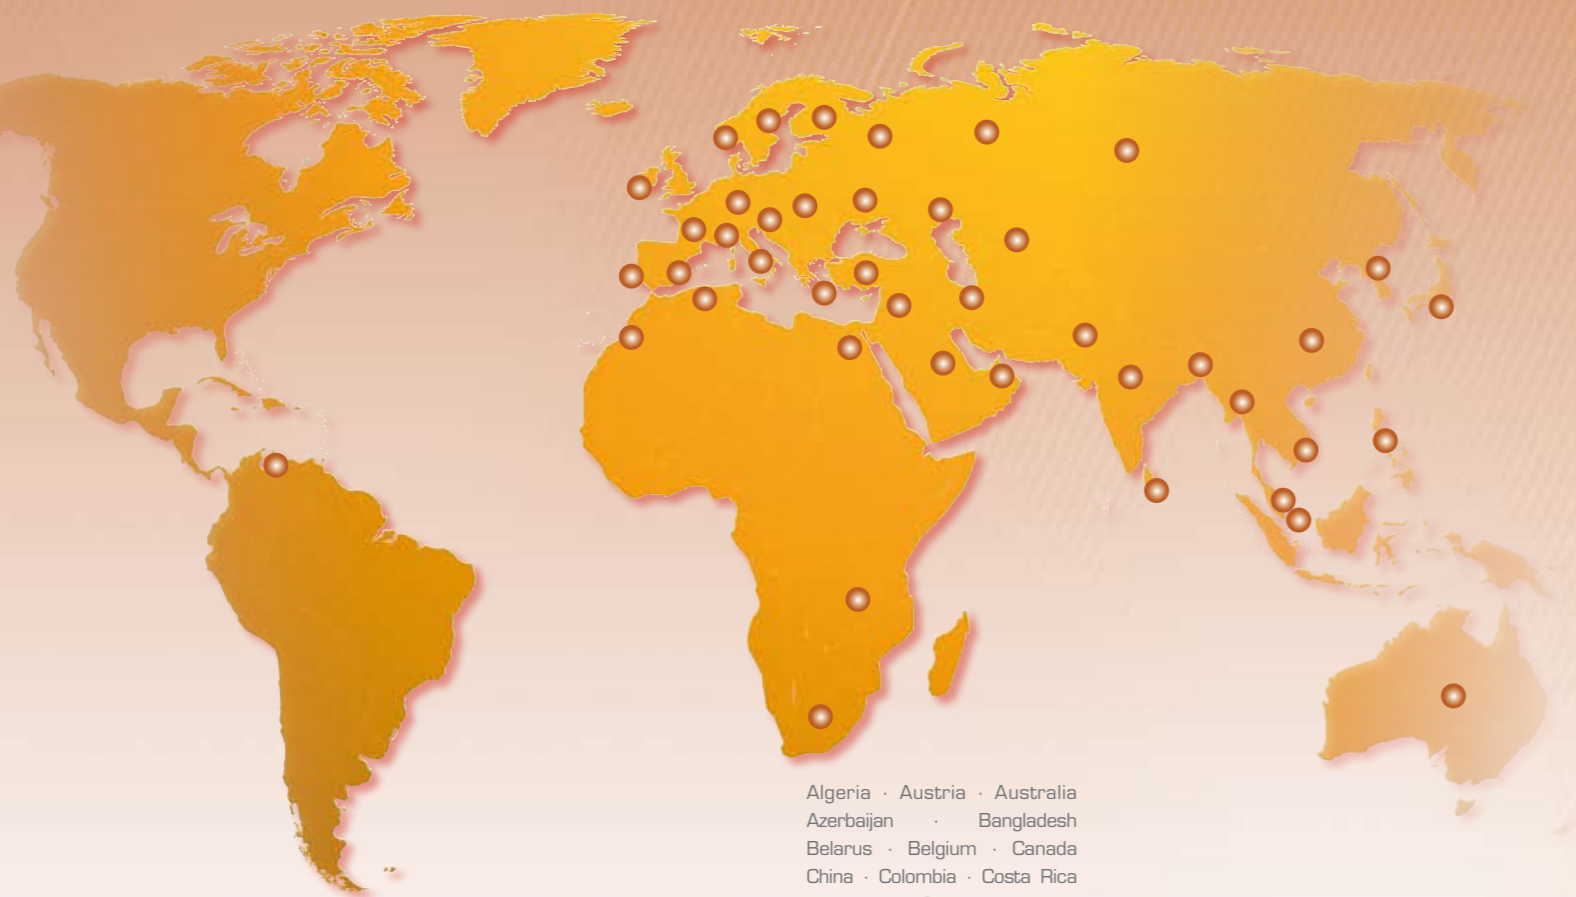 Algeria · Austria · Australia
Azerbaijan · Bangladesh
Belarus · Belgium · Canada
China · Colombia · Costa Rica